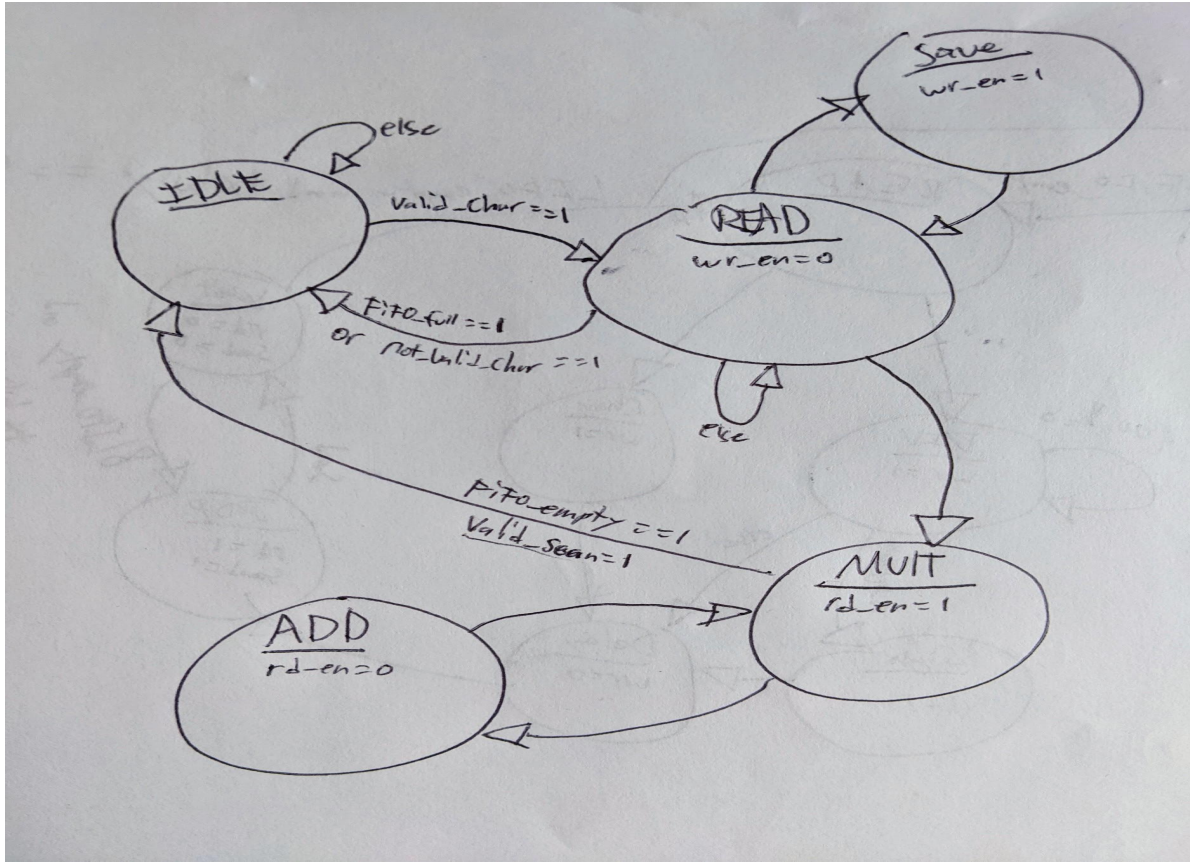 Save
wr_en=1
else
IDLE
valid_char==1
READ
wr_en=0
FiFO_full==1
or not_valid_char==1
else
FiFO_empty==1
Valid_Scan=1
MUlT
rd_en=1
ADD
rd_en=0